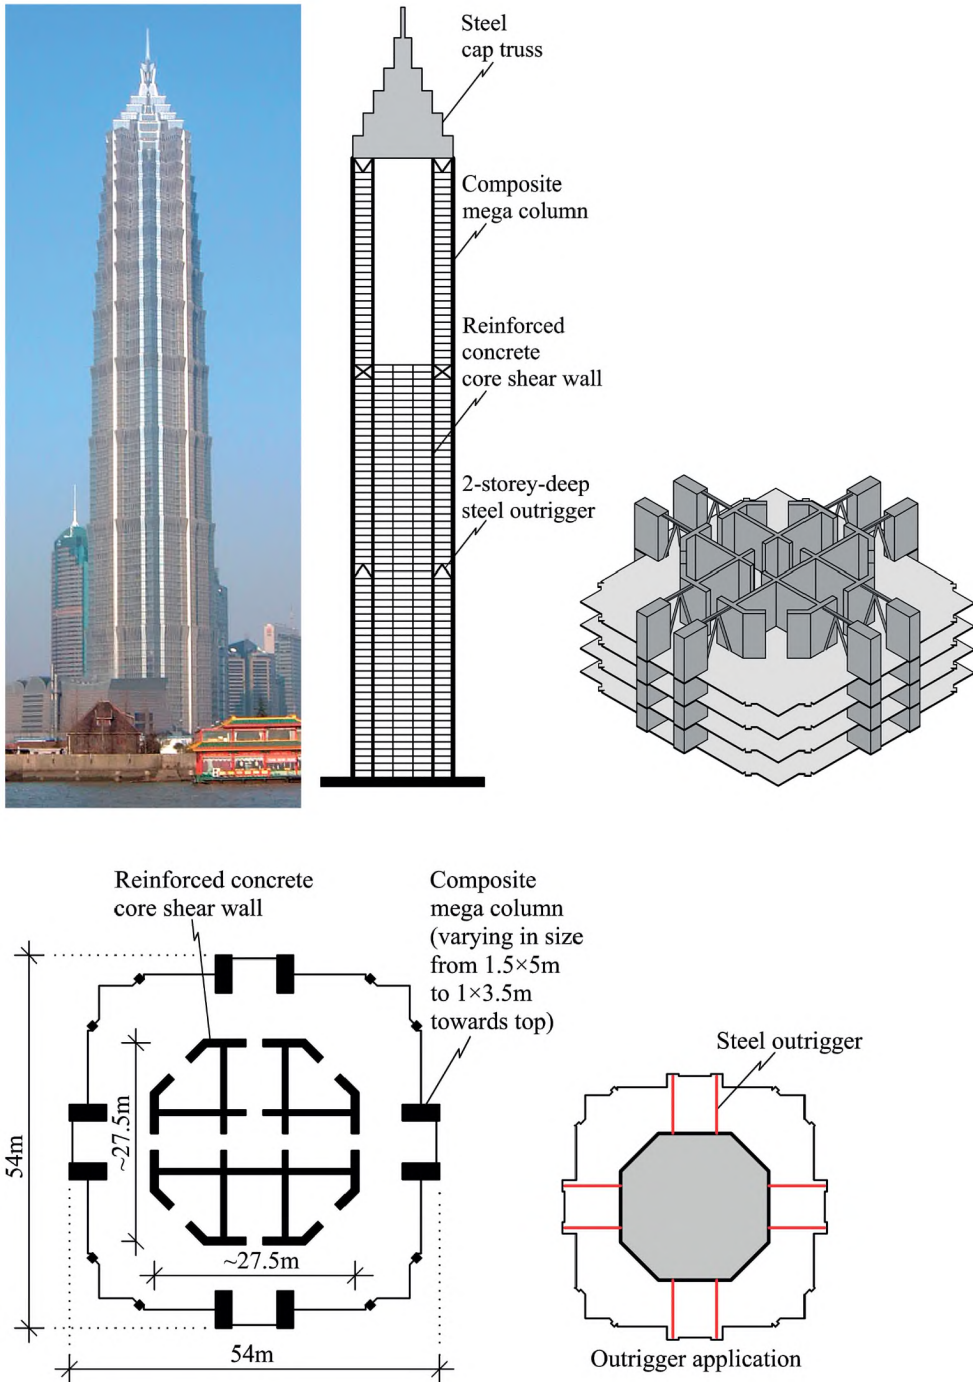 Steel
cap truss
Composite
mega column
Reinforced
concrete
core shear wall
2-storey-deep
steel outrigger
Reinforced concrete
core shear wall
Composite
mega column
(varying in size
from 1.5×5m
to 1×3.5m
towards top)
54m
~27.5m
~27.5m
54m
Steel outrigger
Outrigger application